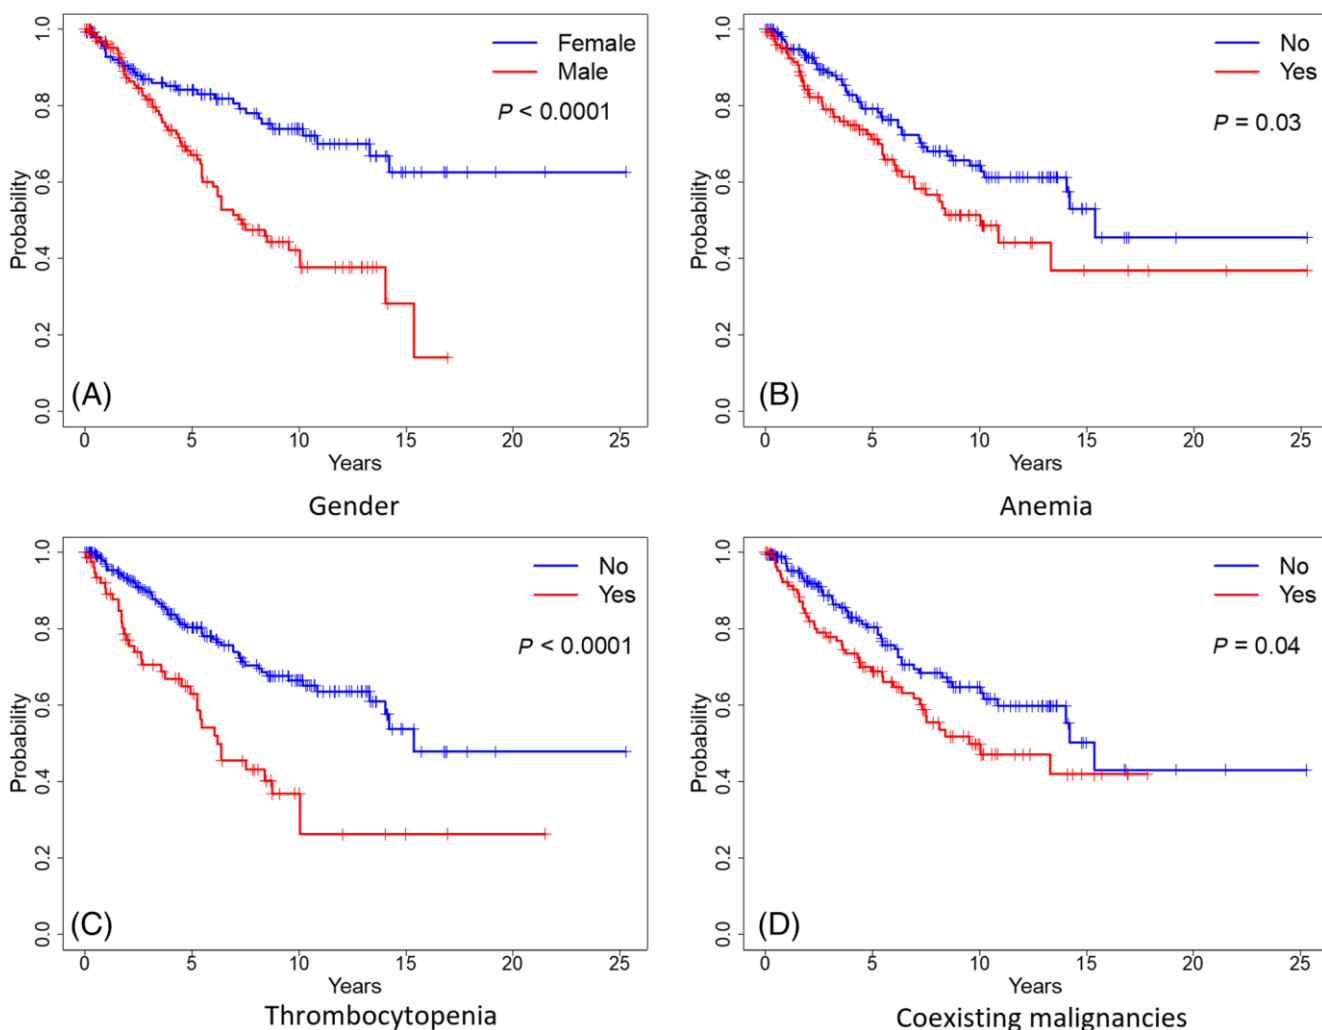 Probability
1.0
0.8
0.6
0.4
0.2
0.0
Female
Male
P < 0.0001
(A)
0 5 10 15 20 25
Years
Gender
Probability
1.0
0.8
0.6
0.4
0.2
0.0
No
Yes
P = 0.03
(B)
0 5 10 15 20 25
Years
Anemia
Probability
1.0
0.8
0.6
0.4
0.2
0.0
No
Yes
P < 0.0001
(C)
0 5 10 15 20 25
Years
Thrombocytopenia
Probability
1.0
0.8
0.6
0.4
0.2
0.0
No
Yes
P = 0.04
(D)
0 5 10 15 20 25
Years
Coexisting malignancies